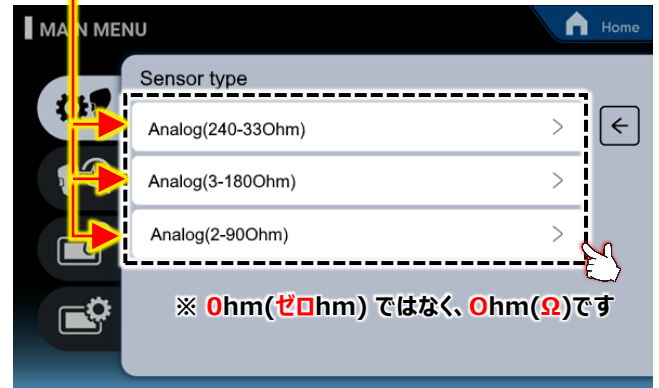 MAIN MENU
Home
Sensor type
Analog(240-33Ohm)
Analog(3-180Ohm)
Analog(2-90Ohm)
※ 0hm(ゼロhm) ではなく、Ohm(Ω)です